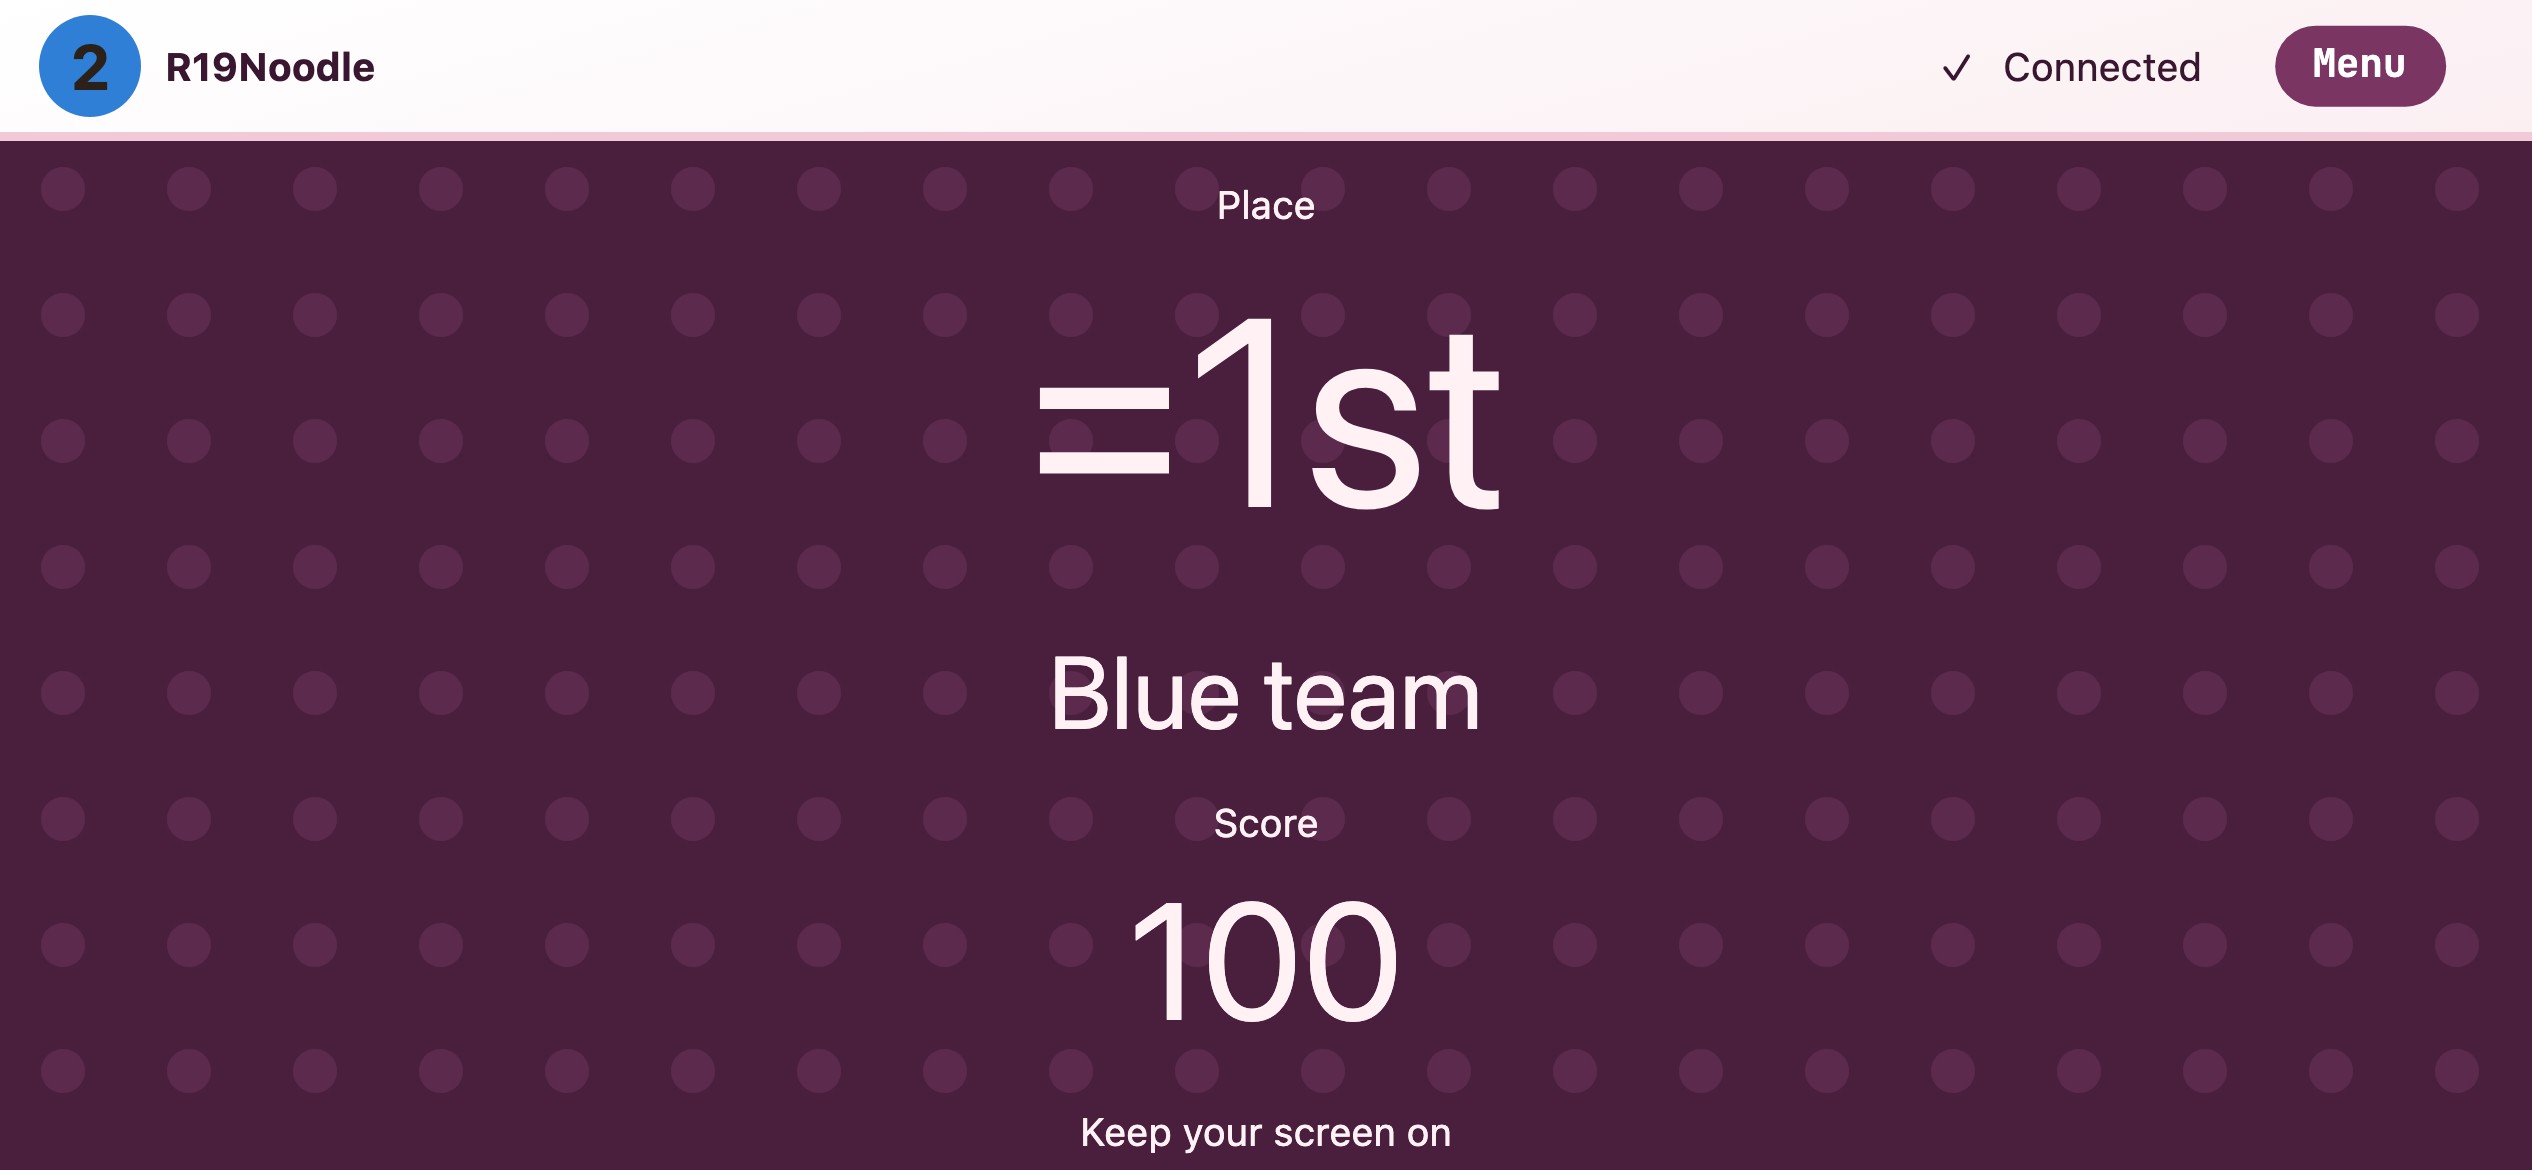 2 R19Noodle ✓ Connected Menu
Place
=1st
Blue team
Score
100
Keep your screen on